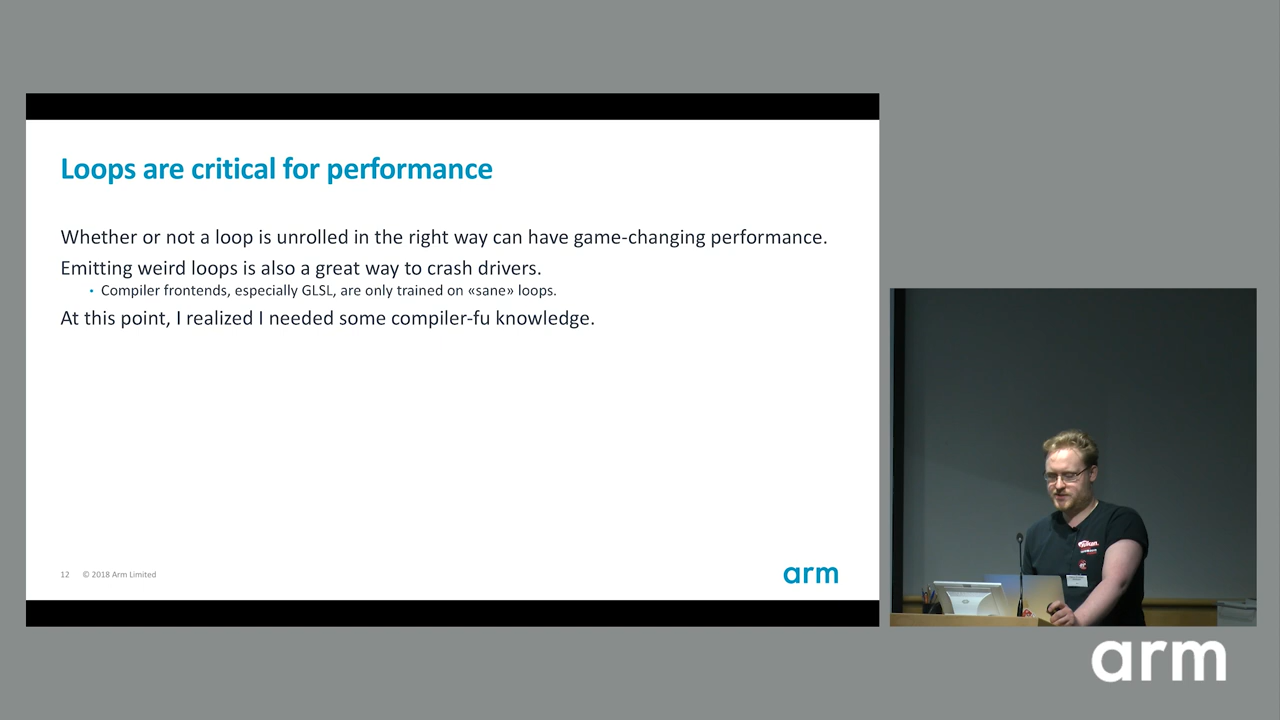 Loops are critical for performance
Whether or not a loop is unrolled in the right way can have game-changing performance.
Emitting weird loops is also a great way to crash drivers.
• Compiler frontends, especially GLSL, are only trained on «sane» loops.
At this point, I realized I needed some compiler-fu knowledge.
12 © 2018 Arm Limited
arm
arm